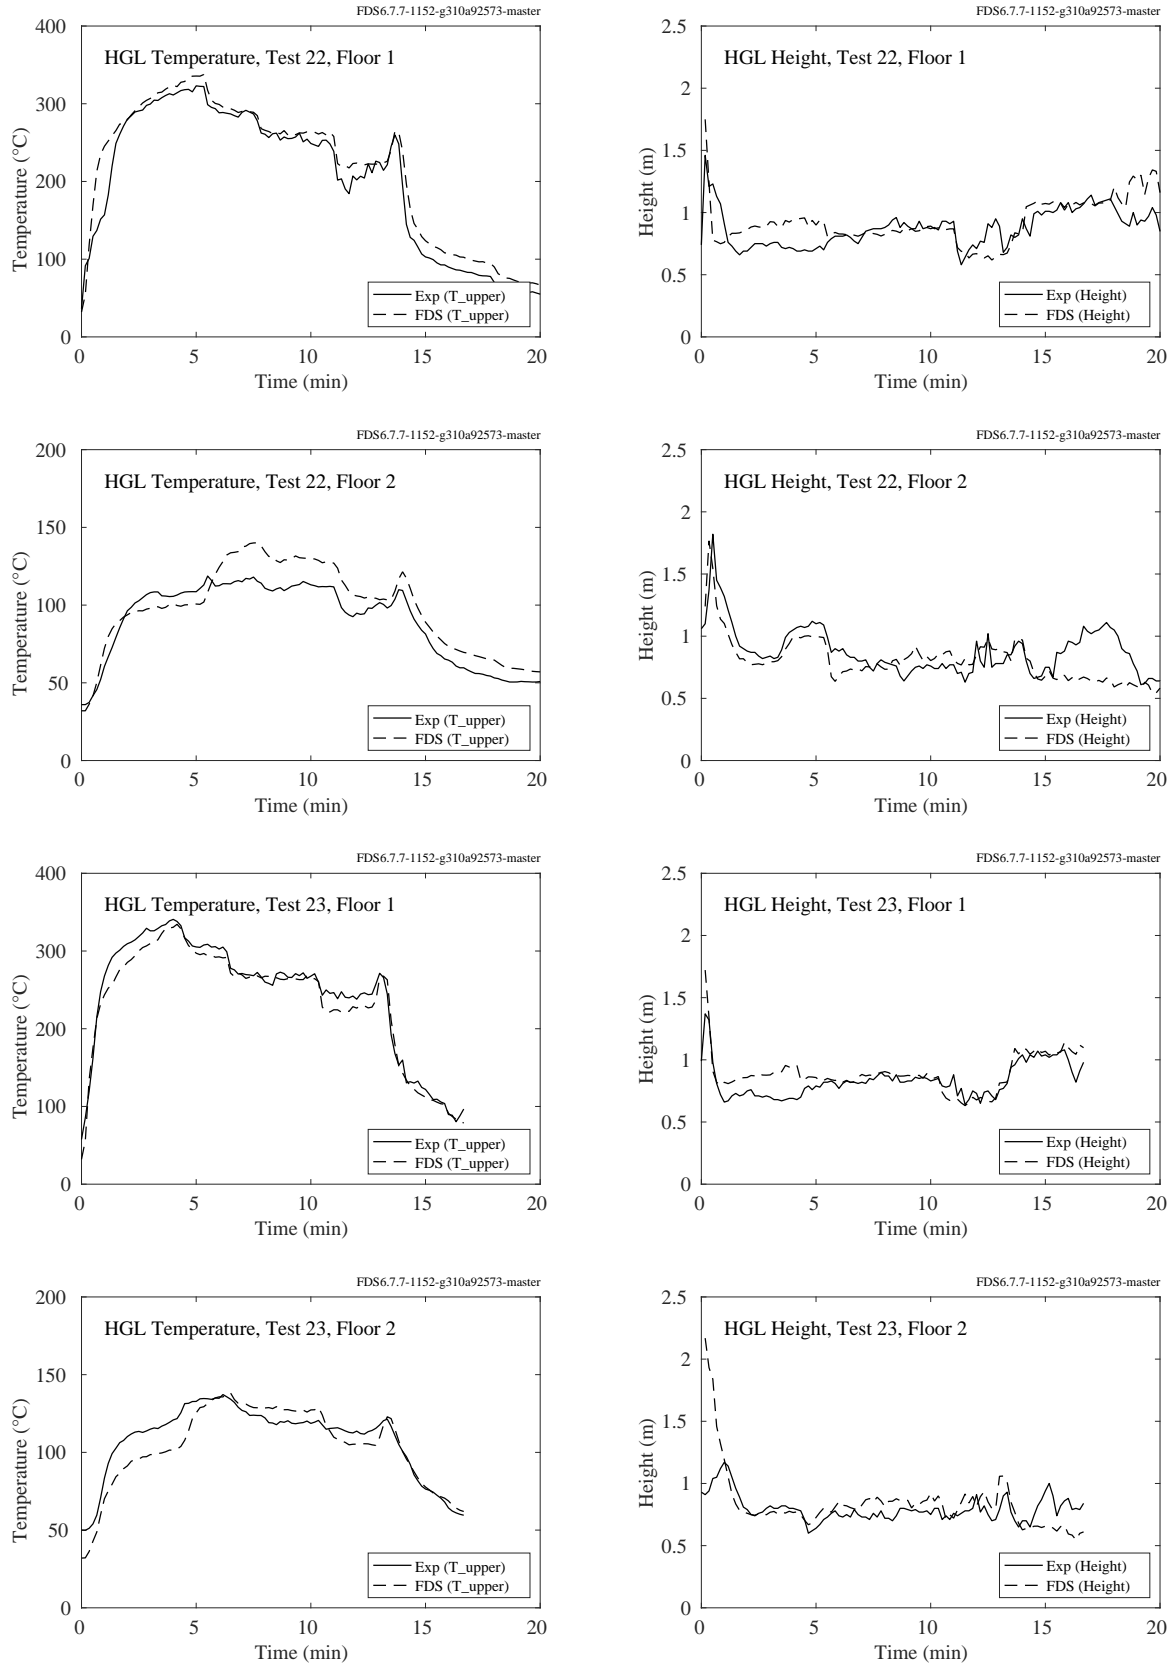 FDS6.7.7-1152-g310a92573-master
HGL Temperature, Test 22, Floor 1
Temperature (°C)
400
300
200
100
0
0 5 10 15 20
Time (min)
Exp (T_upper)
FDS (T_upper)
FDS6.7.7-1152-g310a92573-master
HGL Height, Test 22, Floor 1
Height (m)
2.5
2
1.5
1
0.5
0
0 5 10 15 20
Time (min)
Exp (Height)
FDS (Height)
FDS6.7.7-1152-g310a92573-master
HGL Temperature, Test 22, Floor 2
Temperature (°C)
200
150
100
50
0
0 5 10 15 20
Time (min)
Exp (T_upper)
FDS (T_upper)
FDS6.7.7-1152-g310a92573-master
HGL Height, Test 22, Floor 2
Height (m)
2.5
2
1.5
1
0.5
0
0 5 10 15 20
Time (min)
Exp (Height)
FDS (Height)
FDS6.7.7-1152-g310a92573-master
HGL Temperature, Test 23, Floor 1
Temperature (°C)
400
300
200
100
0
0 5 10 15 20
Time (min)
Exp (T_upper)
FDS (T_upper)
FDS6.7.7-1152-g310a92573-master
HGL Height, Test 23, Floor 1
Height (m)
2.5
2
1.5
1
0.5
0
0 5 10 15 20
Time (min)
Exp (Height)
FDS (Height)
FDS6.7.7-1152-g310a92573-master
HGL Temperature, Test 23, Floor 2
Temperature (°C)
200
150
100
50
0
0 5 10 15 20
Time (min)
Exp (T_upper)
FDS (T_upper)
FDS6.7.7-1152-g310a92573-master
HGL Height, Test 23, Floor 2
Height (m)
2.5
2
1.5
1
0.5
0
0 5 10 15 20
Time (min)
Exp (Height)
FDS (Height)